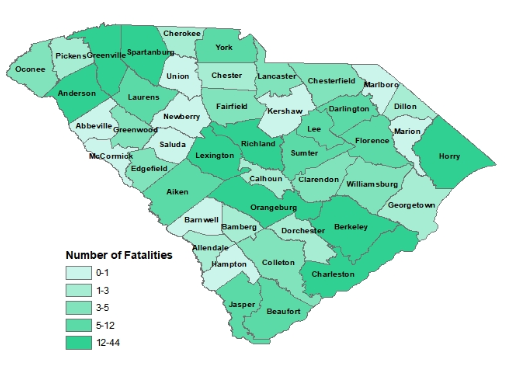 Cherokee
Spartanburg
York
Pickens
Greenville
Oconee
Union
Chester
Lancaster
Chesterfield
Marlboro
Anderson
Laurens
Fairfield
Kershaw
Darlington
Dillon
Abbeville
Greenwood
Newberry
Lee
Florence
Marion
McCormick
Saluda
Lexington
Richland
Sumter
Horry
Edgefield
Calhoun
Clarendon
Williamsburg
Aiken
Orangeburg
Georgetown
Barnwell
Bamberg
Dorchester
Berkeley
Allendale
Hampton
Colleton
Charleston
Jasper
Beaufort
Number of Fatalities
0-1
1-3
3-5
5-12
12-44